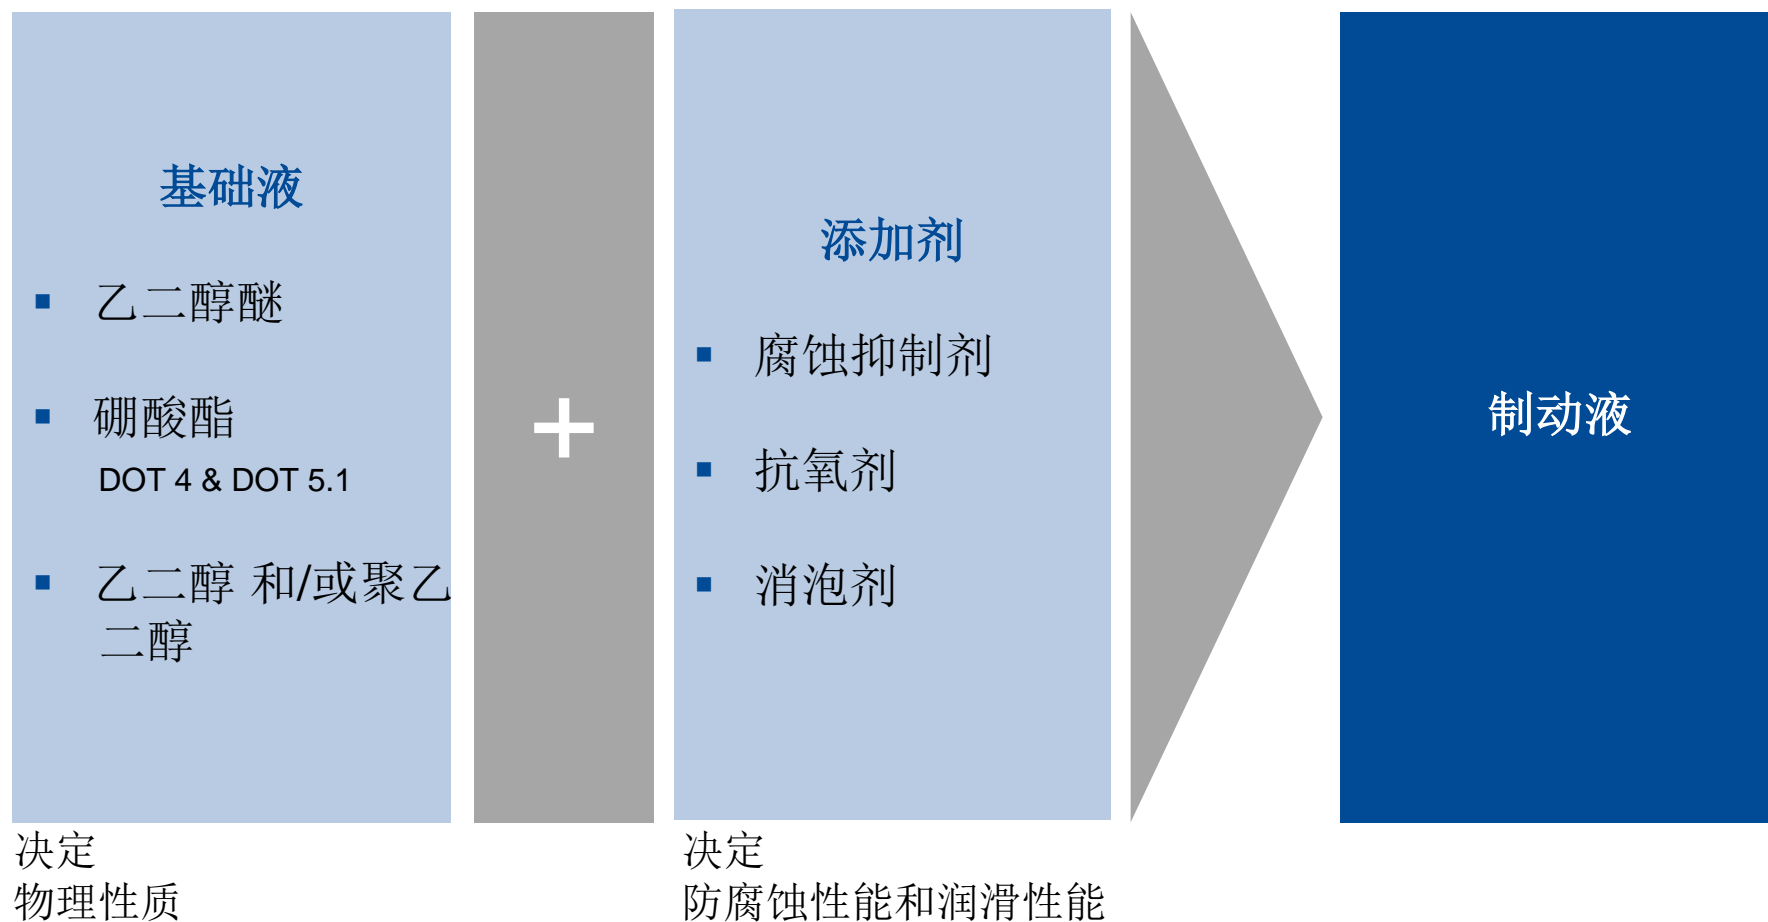 基础液
乙二醇醚
硼酸酯
DOT 4 & DOT 5.1
乙二醇 和/或聚乙
二醇
决定
物理性质
+
添加剂
腐蚀抑制剂
抗氧剂
消泡剂
决定
防腐蚀性能和润滑性能
制动液